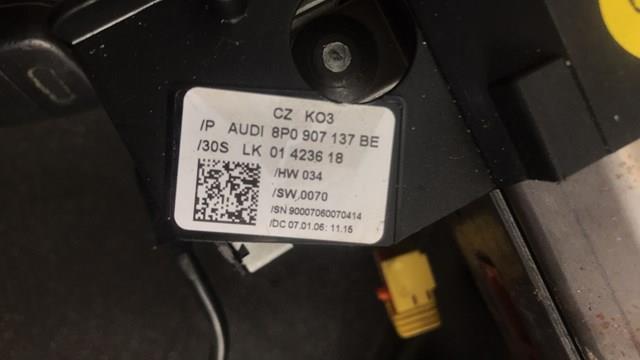 CZ KO3
/P AUDI 8P0 907 137 BE
/30S LK 01 4236 18
/HW 034
/SW 0070
/SN 90007060070414
/DC 07.01.06: 11.15